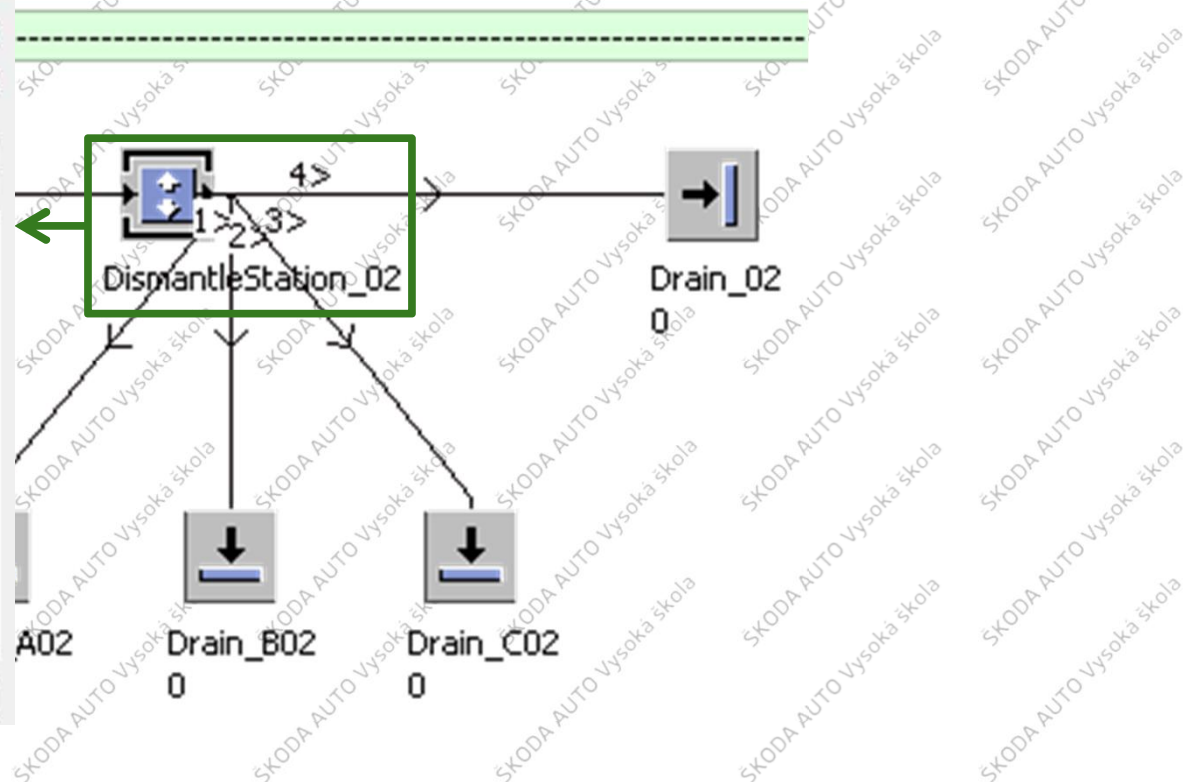 4>
1>
2>
3>
DismantleStation_02
Drain_02
0
A02
Drain_B02
0
Drain_C02
0
ŠKODA AUTO Vysoká škola